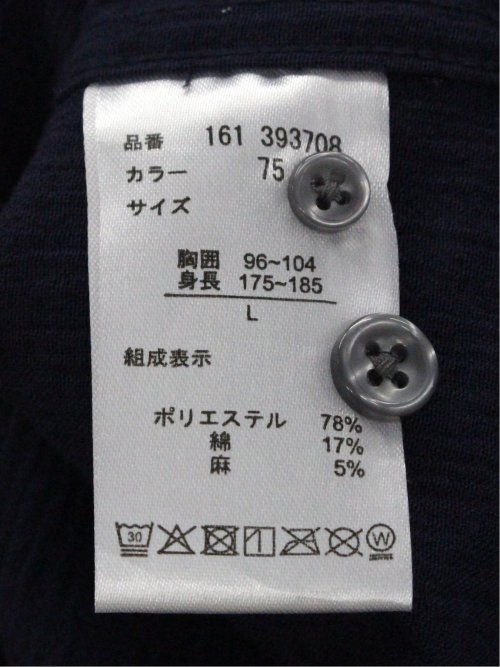 品番 161 393708
カラー 75
サイズ
胸囲 96~104
身長 175~185
L
組成表示
ポリエステル 78%
綿 17%
麻 5%
30 W